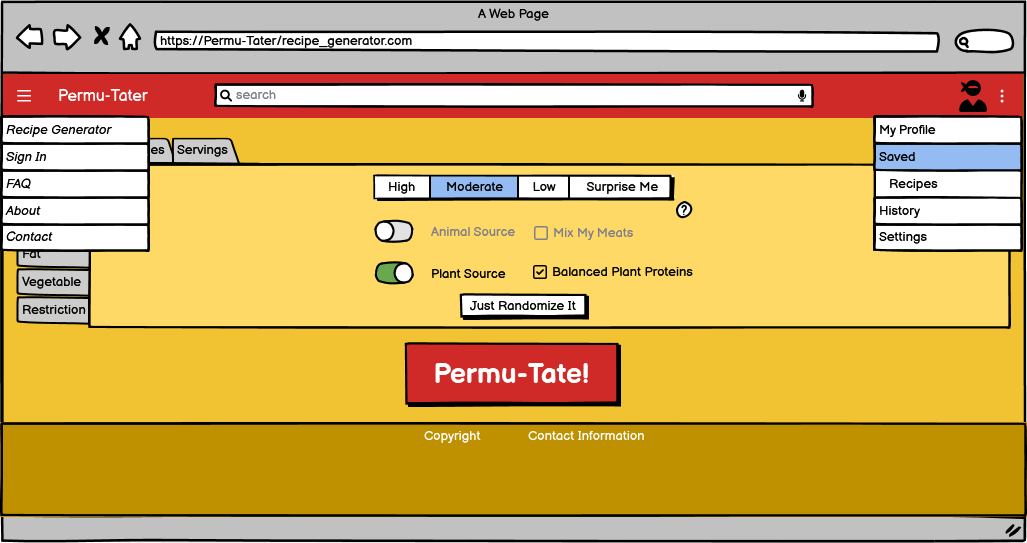 A Web Page
https://Permu-Tater/recipe_generator.com
Permu-Tater
search
Recipe Generator
Sign In
FAQ
About
Contact
My Profile
Saved
Recipes
History
Settings
es
Servings
High
Moderate
Low
Surprise Me
?
Animal Source
Mix My Meats
Plant Source
Balanced Plant Proteins
Just Randomize It
Fat
Vegetable
Restriction
Permu-Tate!
Copyright
Contact Information